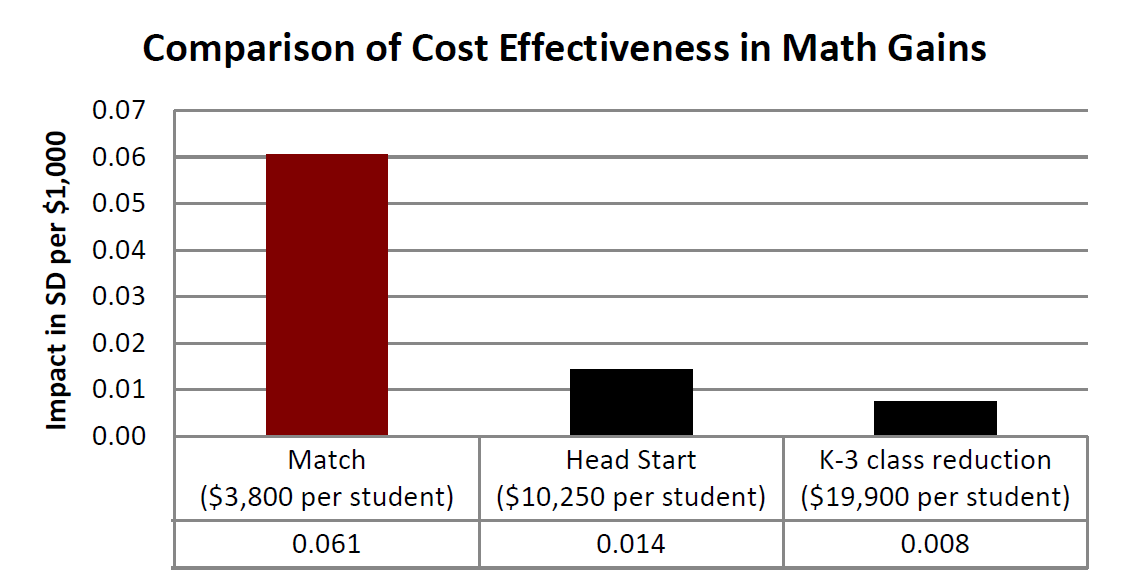 Comparison of Cost Effectiveness in Math Gains
Impact in SD per $1,000
0.07
0.06
0.05
0.04
0.03
0.02
0.01
0.00
Match Head Start K-3 class reduction
($3,800 per student) ($10,250 per student) ($19,900 per student)
0.061 0.014 0.008